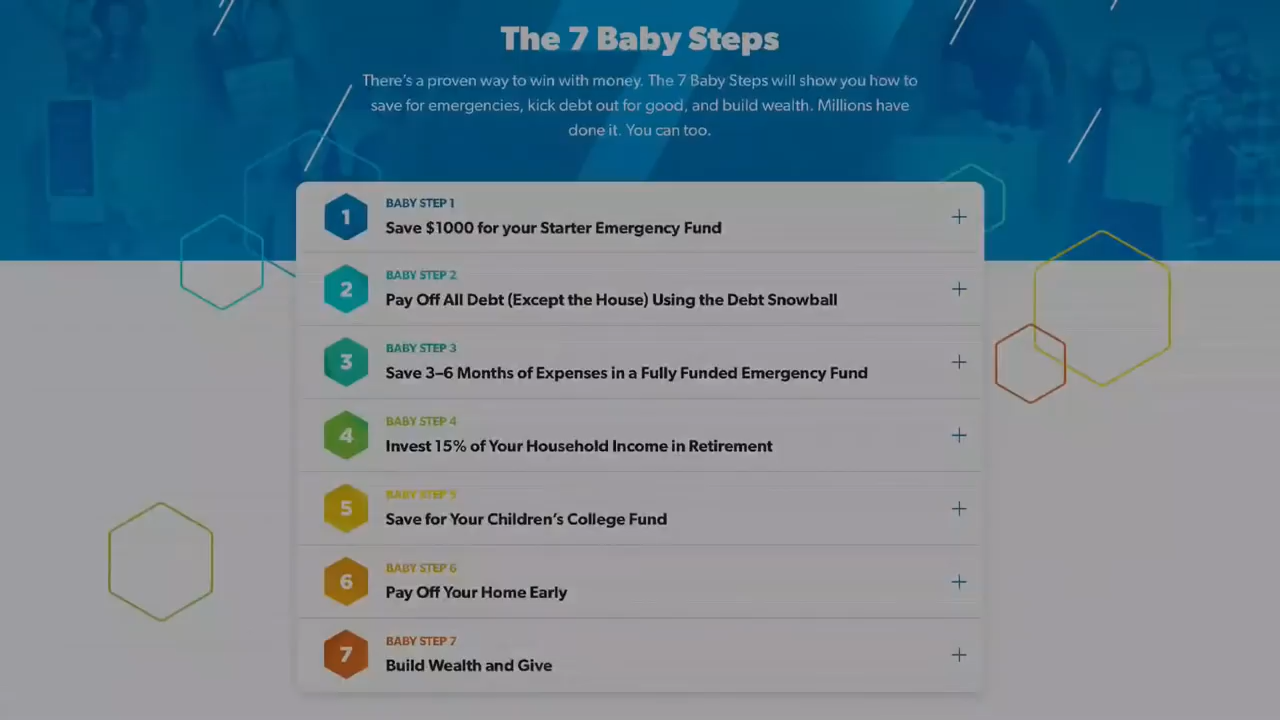 The 7 Baby Steps
There's a proven way to win with money. The 7 Baby Steps will show you how to
save for emergencies, kick debt out for good, and build wealth. Millions have
done it. You can too.
1
BABY STEP 1
Save $1000 for your Starter Emergency Fund
2
BABY STEP 2
Pay Off All Debt (Except the House) Using the Debt Snowball
3
BABY STEP 3
Save 3–6 Months of Expenses in a Fully Funded Emergency Fund
4
BABY STEP 4
Invest 15% of Your Household Income in Retirement
5
BABY STEP 5
Save for Your Children's College Fund
6
BABY STEP 6
Pay Off Your Home Early
7
BABY STEP 7
Build Wealth and Give